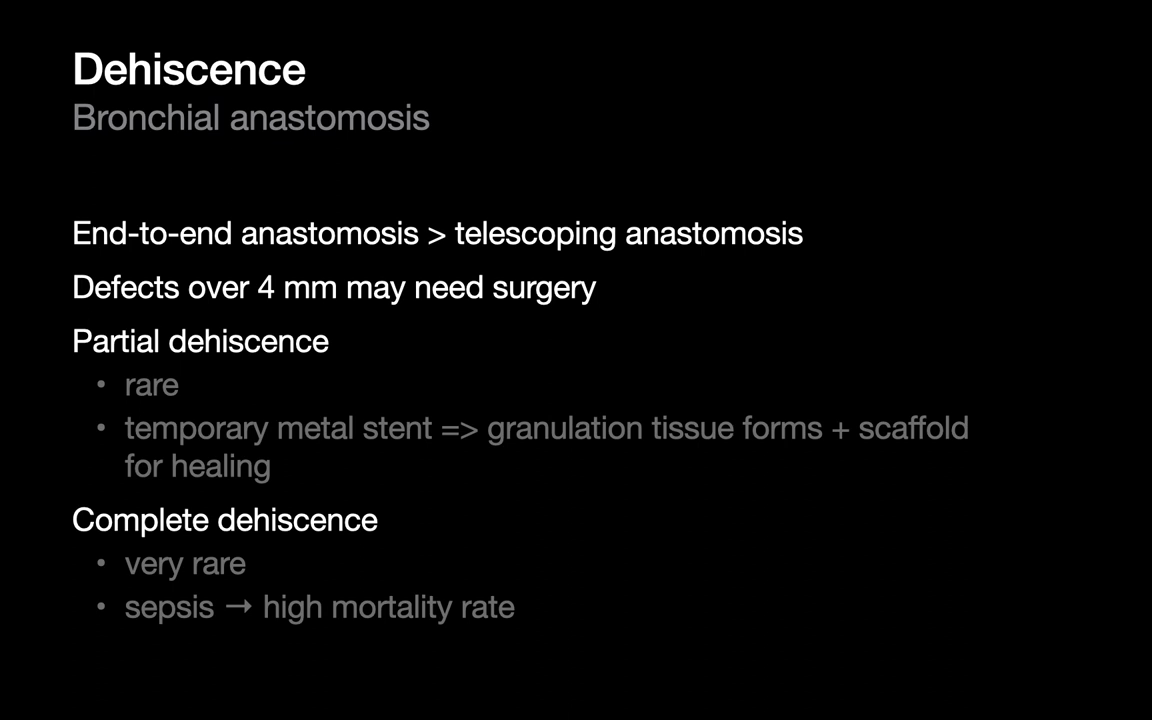 Dehiscence
Bronchial anastomosis
End-to-end anastomosis > telescoping anastomosis
Defects over 4 mm may need surgery
Partial dehiscence
• rare
• temporary metal stent => granulation tissue forms + scaffold
for healing
Complete dehiscence
• very rare
• sepsis → high mortality rate